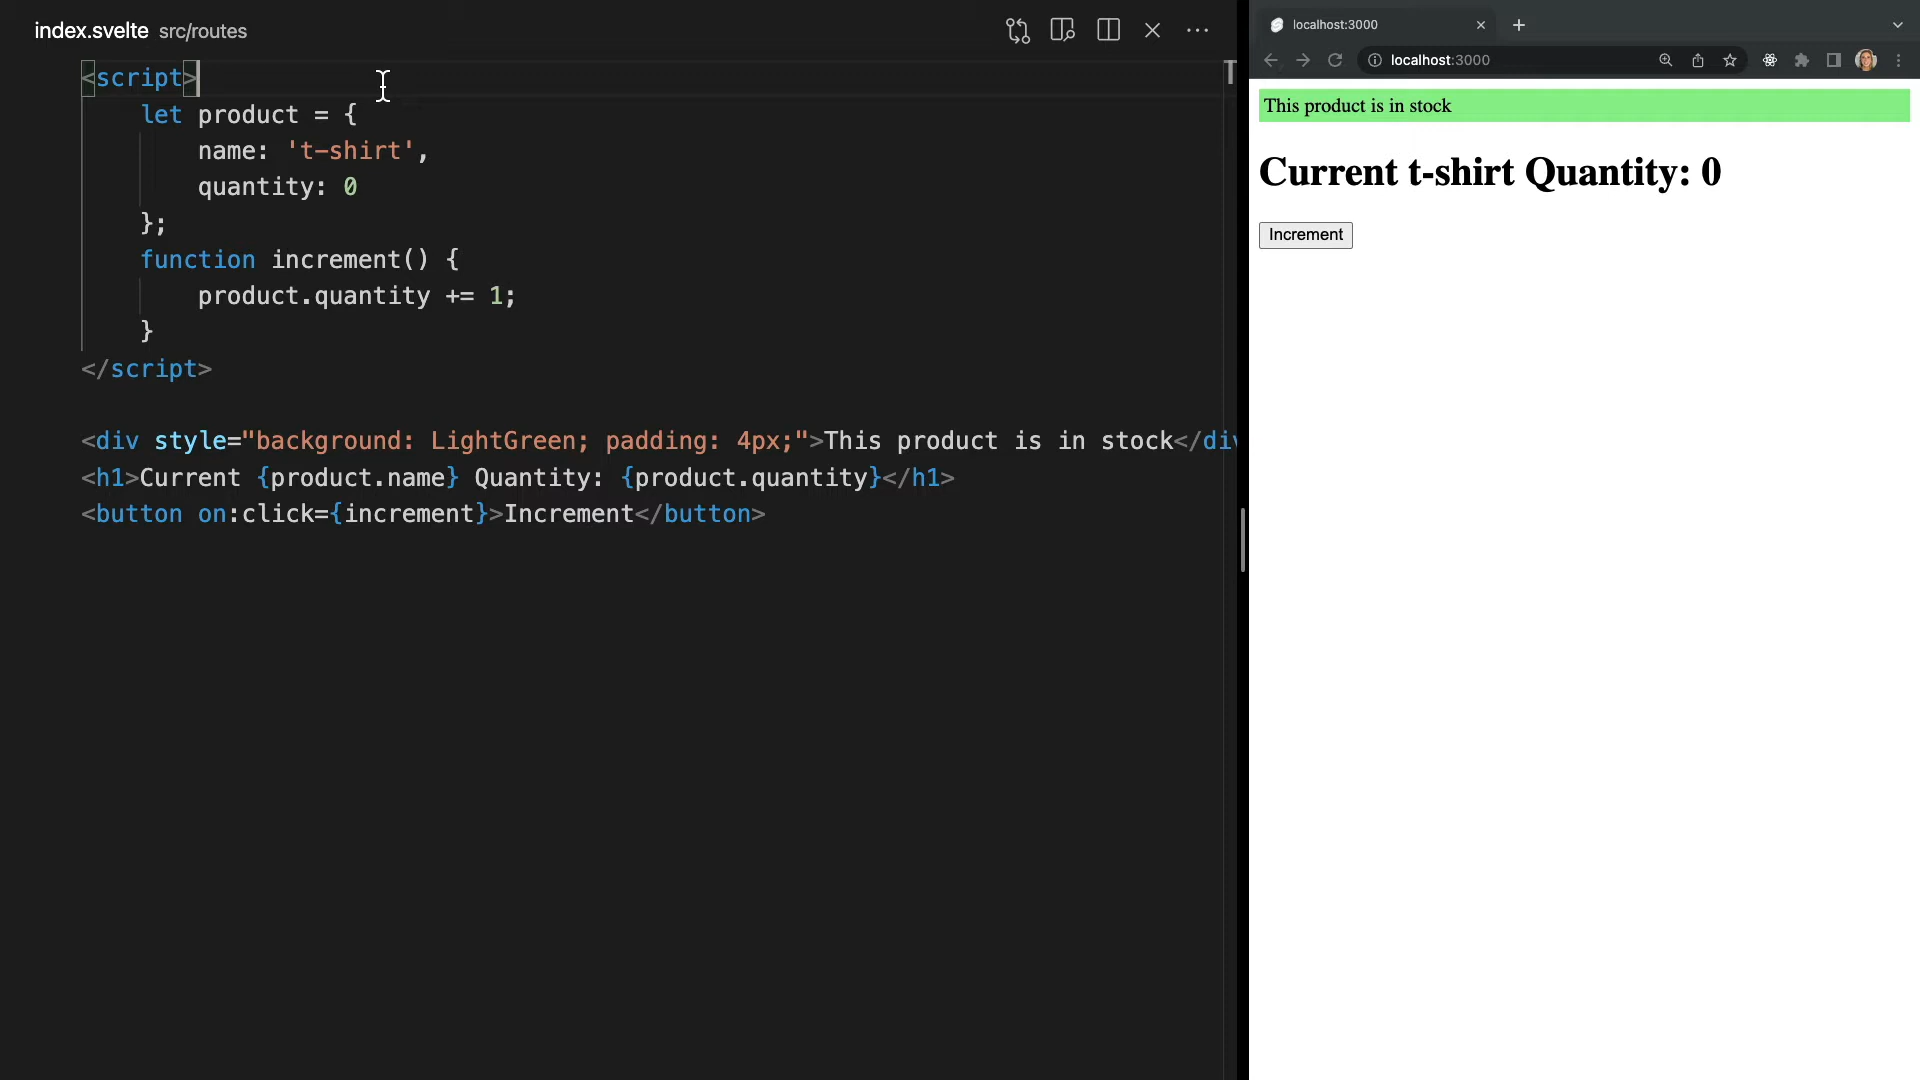 index.svelte src/routes
<script>
let product = {
name: 't-shirt',
quantity: 0
};
function increment() {
product.quantity += 1;
}
</script>
<div style="background: LightGreen; padding: 4px;">This product is in stock</div
<h1>Current {product.name} Quantity: {product.quantity}</h1>
<button on:click={increment}>Increment</button>
localhost:3000
localhost:3000
This product is in stock
Current t-shirt Quantity: 0
Increment